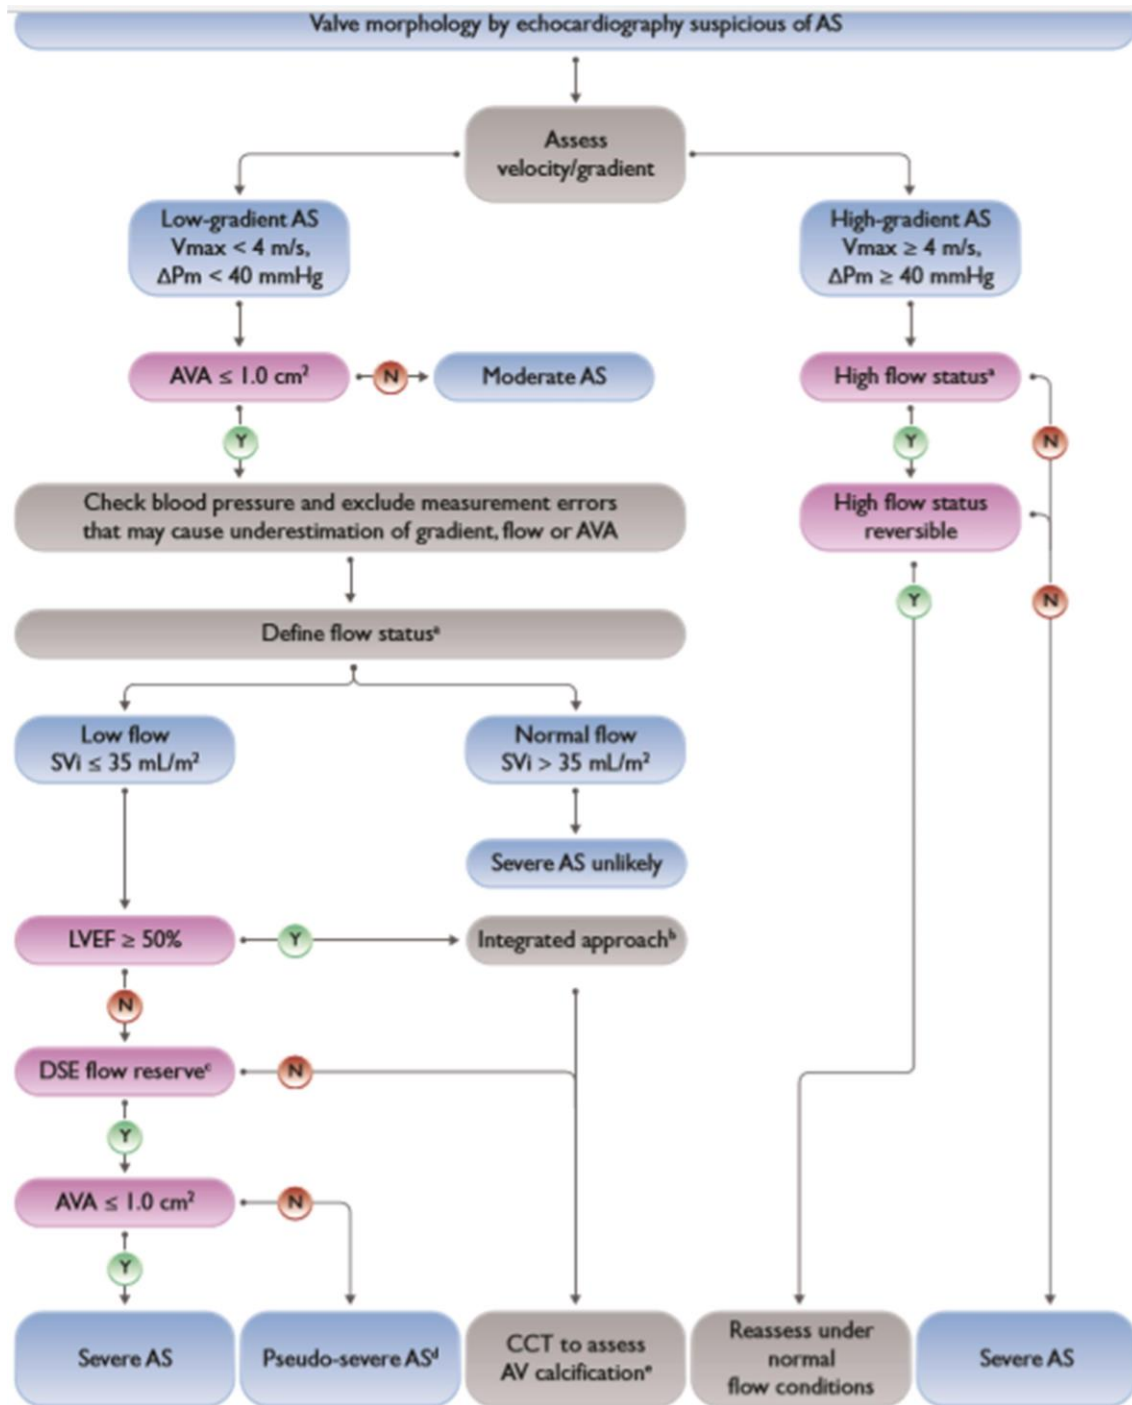 Valve morphology by echocardiography suspicious of AS
Assess
velocity/gradient
Low-gradient AS
Vmax < 4 m/s,
ΔPm < 40 mmHg
High-gradient AS
Vmax ≥ 4 m/s,
ΔPm ≥ 40 mmHg
AVA ≤ 1.0 cm²
N
Moderate AS
High flow statusᵃ
Y
Y
N
Check blood pressure and exclude measurement errors
that may cause underestimation of gradient, flow or AVA
High flow status
reversible
Y
N
Define flow statusᵃ
Low flow
SVi ≤ 35 mL/m²
Normal flow
SVi > 35 mL/m²
Severe AS unlikely
LVEF ≥ 50%
Y
Integrated approachᵇ
N
DSE flow reserveᶜ
N
Y
AVA ≤ 1.0 cm²
N
Y
Severe AS
Pseudo-severe ASᵈ
CCT to assess
AV calcificationᵉ
Reassess under
normal
flow conditions
Severe AS